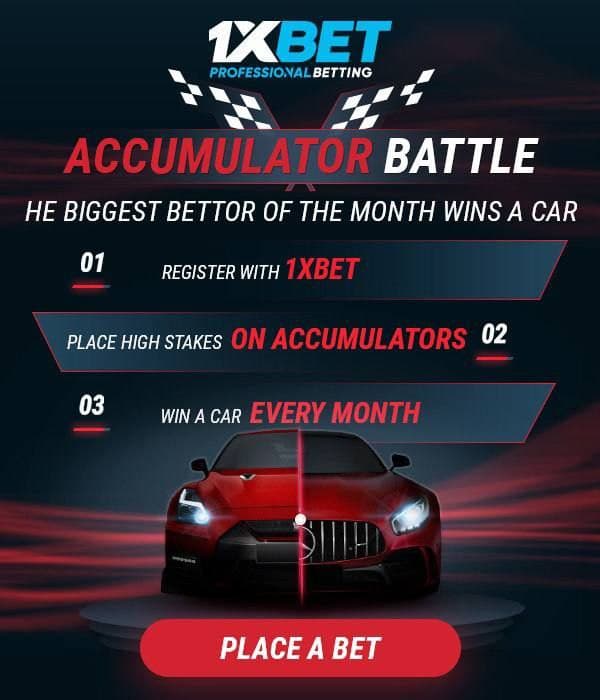 1XBET
PROFESSIONAL BETTING
ACCUMULATOR BATTLE
HE BIGGEST BETTOR OF THE MONTH WINS A CAR
01
REGISTER WITH 1XBET
PLACE HIGH STAKES ON ACCUMULATORS 02
03
WIN A CAR EVERY MONTH
PLACE A BET